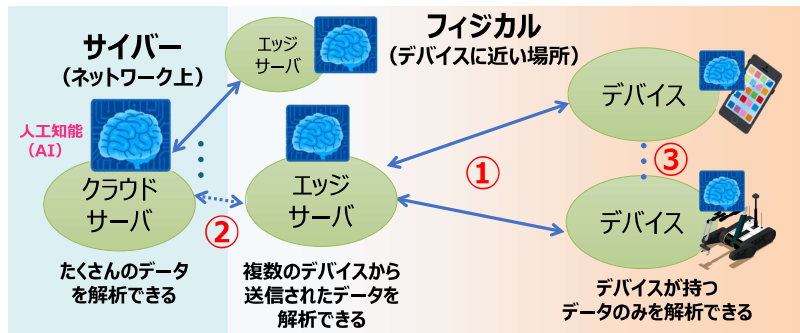 サイバー
（ネットワーク上）
エッジ
サーバ
フィジカル
（デバイスに近い場所）
人工知能
（AI）
クラウド
サーバ
エッジ
サーバ
デバイス
デバイス
①
②
③
たくさんのデータ
を解析できる
複数のデバイスから
送信されたデータを
解析できる
デバイスが持つ
データのみを解析できる